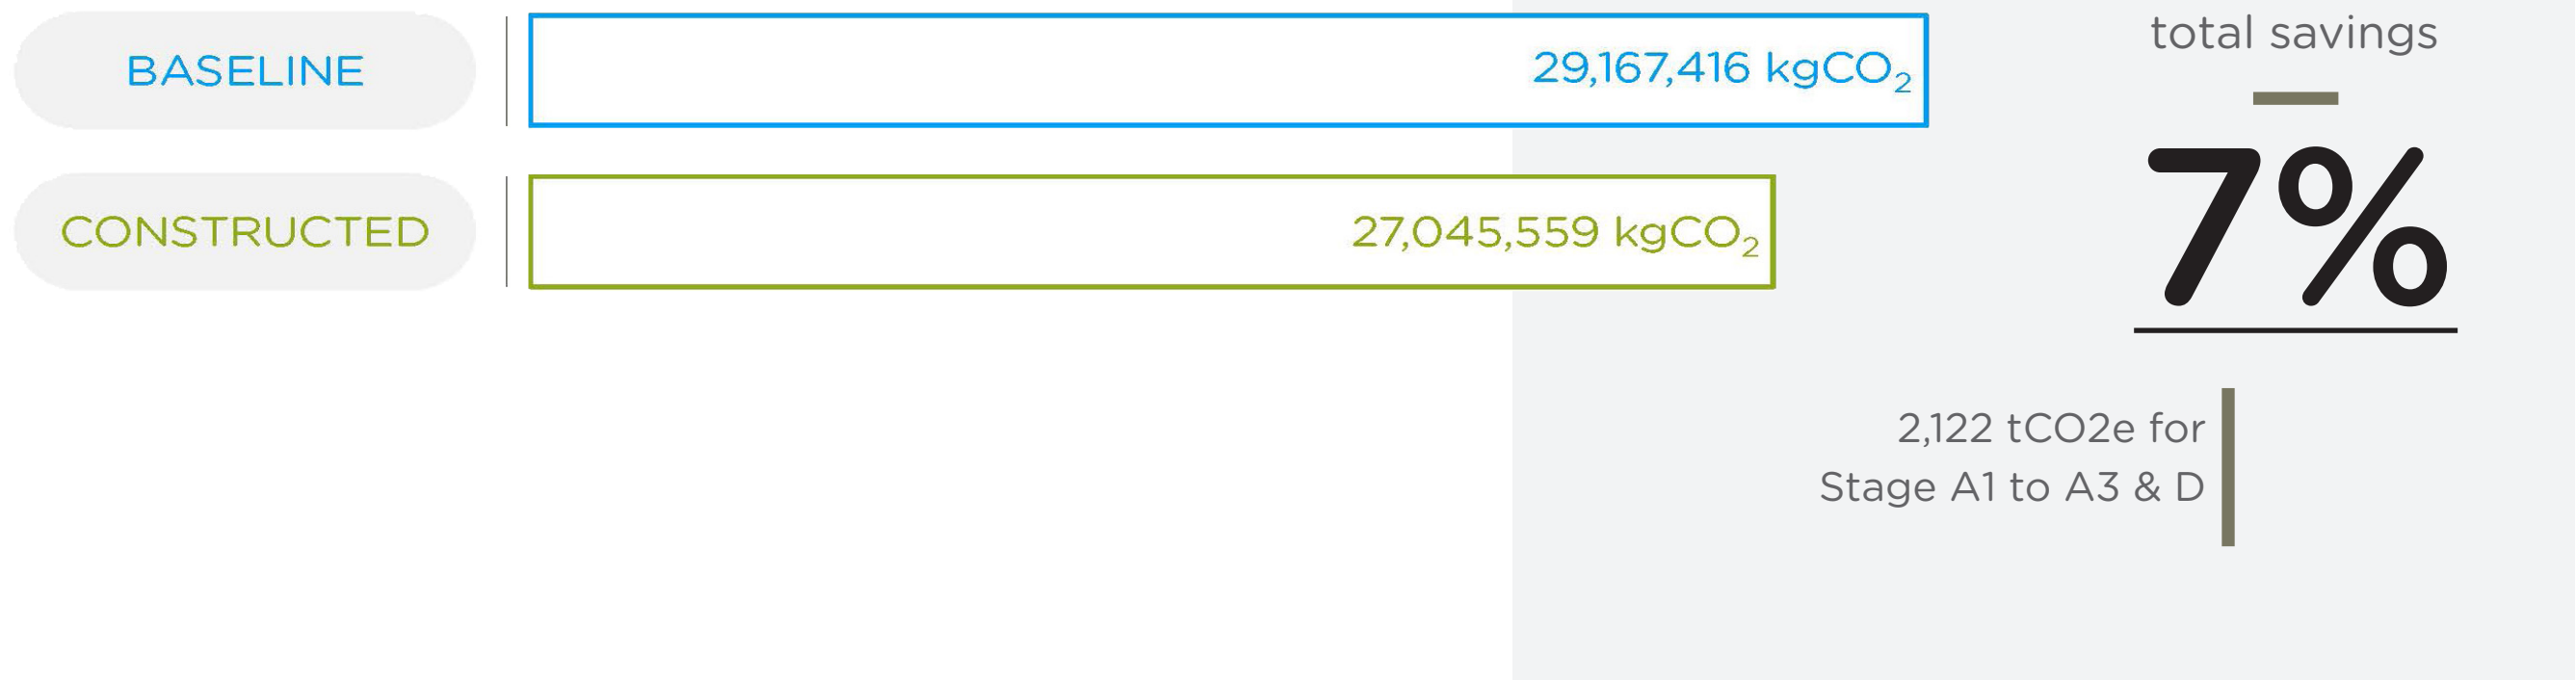 BASELINE
29,167,416 kgCO₂
CONSTRUCTED
27,045,559 kgCO₂
total savings
7%
2,122 tCO2e for
Stage A1 to A3 & D